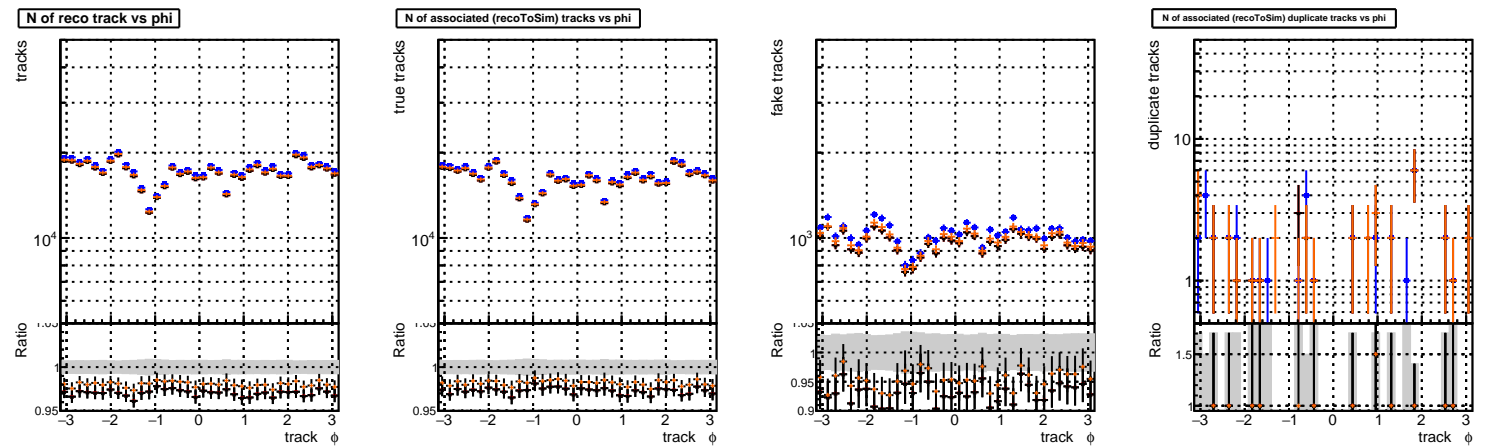 N of reco track vs phi
tracks
10⁴
Ratio
1
0.95
−3 −2 −1 0 1 2 3
track ϕ
N of associated (recoToSim) tracks vs phi
true tracks
10⁴
Ratio
1
0.95
−3 −2 −1 0 1 2 3
track ϕ
fake tracks
10³
Ratio
1
0.95
0.9
−3 −2 −1 0 1 2 3
track ϕ
N of associated (recoToSim) duplicate tracks vs phi
duplicate tracks
10
1
Ratio
1.5
1
−3 −2 −1 0 1 2 3
track ϕ